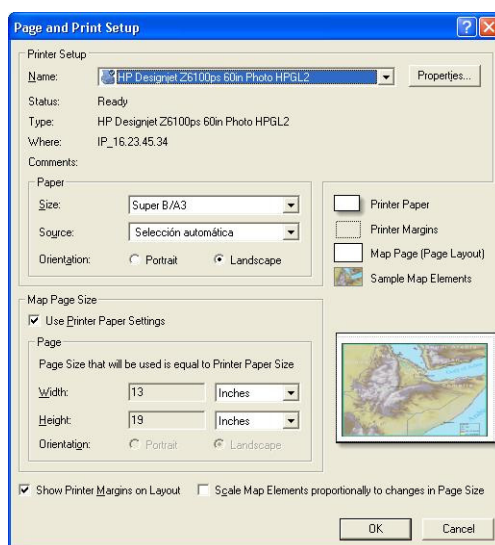 Page and Print Setup
Printer Setup
Name: HP Designjet Z6100ps 60in Photo HPGL2 Properties...
Status: Ready
Type: HP Designjet Z6100ps 60in Photo HPGL2
Where: IP_16.23.45.34
Comments:
Paper
Size: Super B/A3
Source: Selección automática
Orientation: Portrait Landscape
Printer Paper
Printer Margins
Map Page (Page Layout)
Sample Map Elements
Map Page Size
Use Printer Paper Settings
Page
Page Size that will be used is equal to Printer Paper Size
Width: 13 Inches
Height: 19 Inches
Orientation: Portrait Landscape
Show Printer Margins on Layout Scale Map Elements proportionally to changes in Page Size
OK Cancel